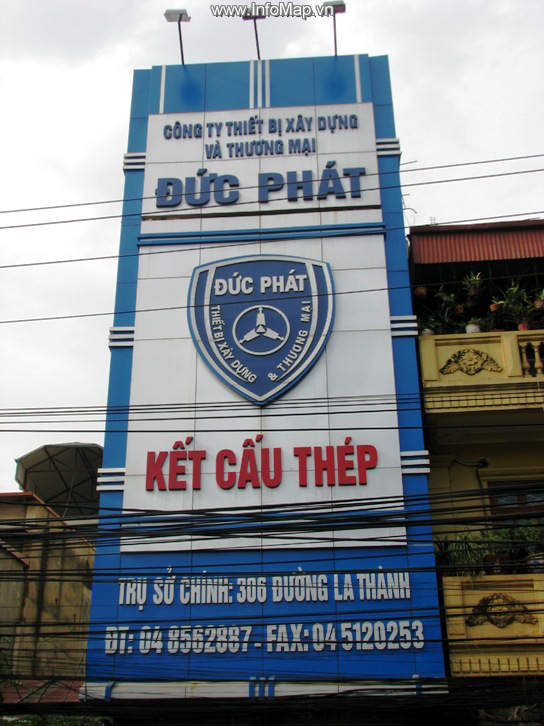 www.InfoMap.vn
CÔNG TY THIẾT BỊ XÂY DỰNG
VÀ THƯƠNG MẠI
ĐỨC PHÁT
ĐỨC PHÁT
THIẾT BỊ XÂY DỰNG
& THƯƠNG MẠI
KẾT CẤU THÉP
TRỤ SỞ CHÍNH: 306 ĐƯỜNG LA THÀNH
ĐT: 04 8562887 - FAX: 04 5120253